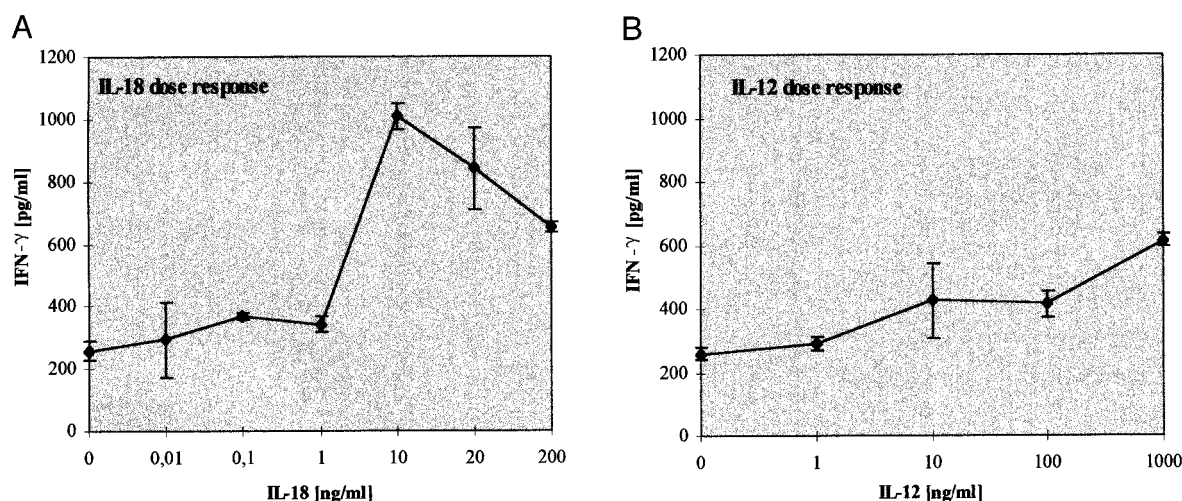 A
IL-18 dose response
IFN - γ [pg/ml]
1200
1000
800
600
400
200
0
0 0,01 0,1 1 10 20 200
IL-18 [ng/ml]
B
IL-12 dose response
IFN - γ [pg/ml]
1200
1000
800
600
400
200
0
0 1 10 100 1000
IL-12 [ng/ml]